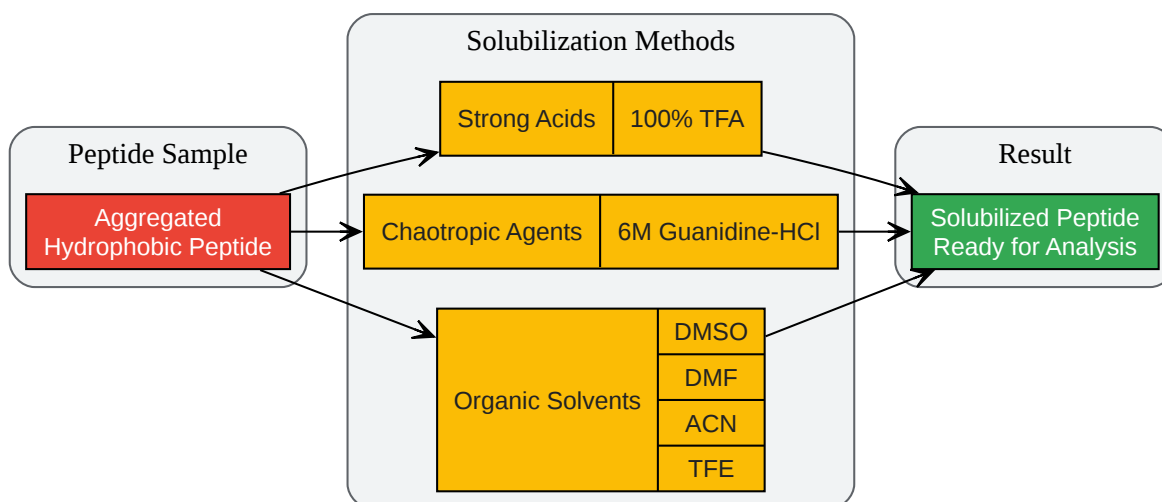 Solubilization Methods
Peptide Sample
Result
Strong Acids
100% TFA
Aggregated
Hydrophobic Peptide
Chaotropic Agents
6M Guanidine-HCl
Solubilized Peptide
Ready for Analysis
Organic Solvents
DMSO
DMF
ACN
TFE